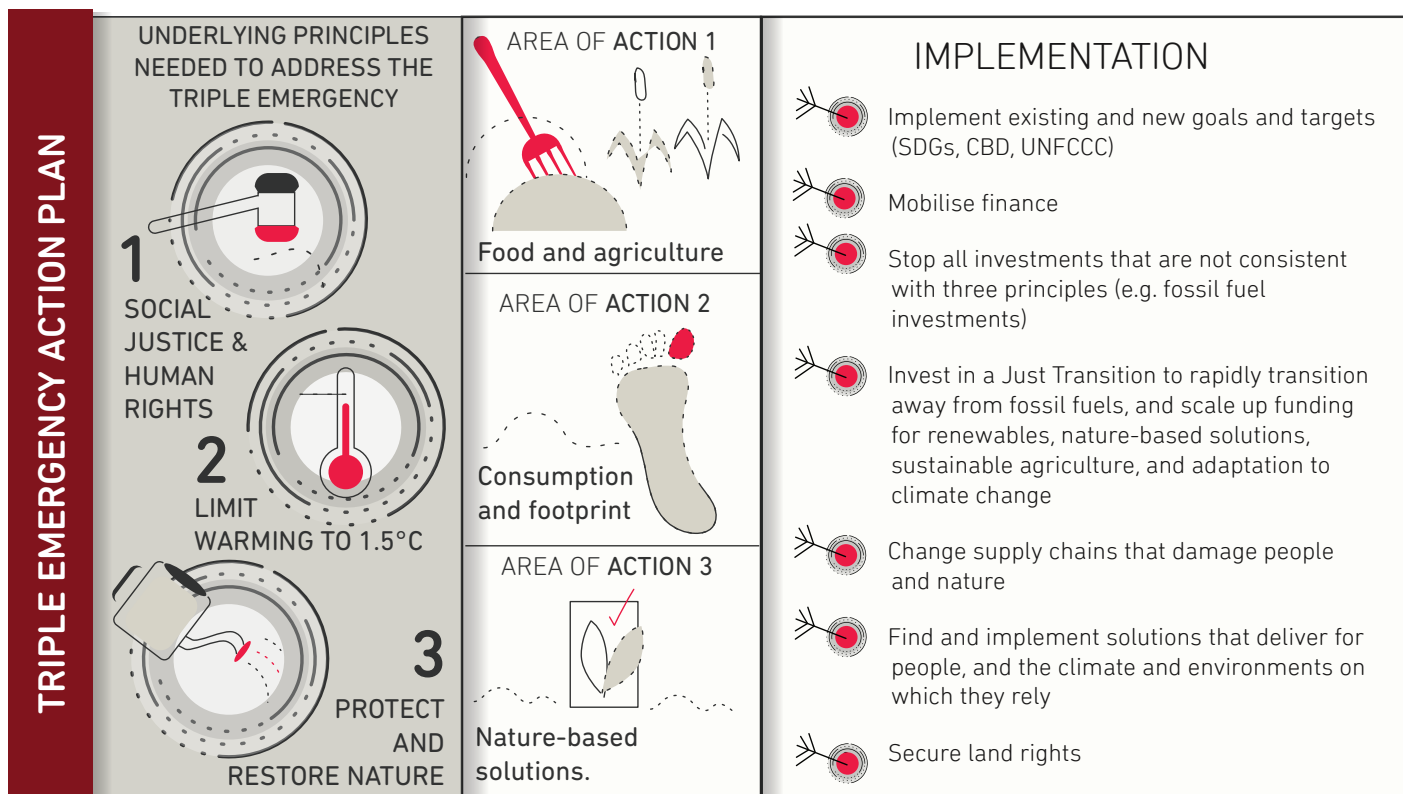 TRIPLE EMERGENCY ACTION PLAN
UNDERLYING PRINCIPLES
NEEDED TO ADDRESS THE
TRIPLE EMERGENCY
1
SOCIAL
JUSTICE &
HUMAN
RIGHTS
2
LIMIT
WARMING TO 1.5°C
3
PROTECT
AND
RESTORE NATURE
AREA OF ACTION 1
Food and agriculture
AREA OF ACTION 2
Consumption
and footprint
AREA OF ACTION 3
Nature-based
solutions.
IMPLEMENTATION
Implement existing and new goals and targets
(SDGs, CBD, UNFCCC)
Mobilise finance
Stop all investments that are not consistent
with three principles (e.g. fossil fuel
investments)
Invest in a Just Transition to rapidly transition
away from fossil fuels, and scale up funding
for renewables, nature-based solutions,
sustainable agriculture, and adaptation to
climate change
Change supply chains that damage people
and nature
Find and implement solutions that deliver for
people, and the climate and environments on
which they rely
Secure land rights